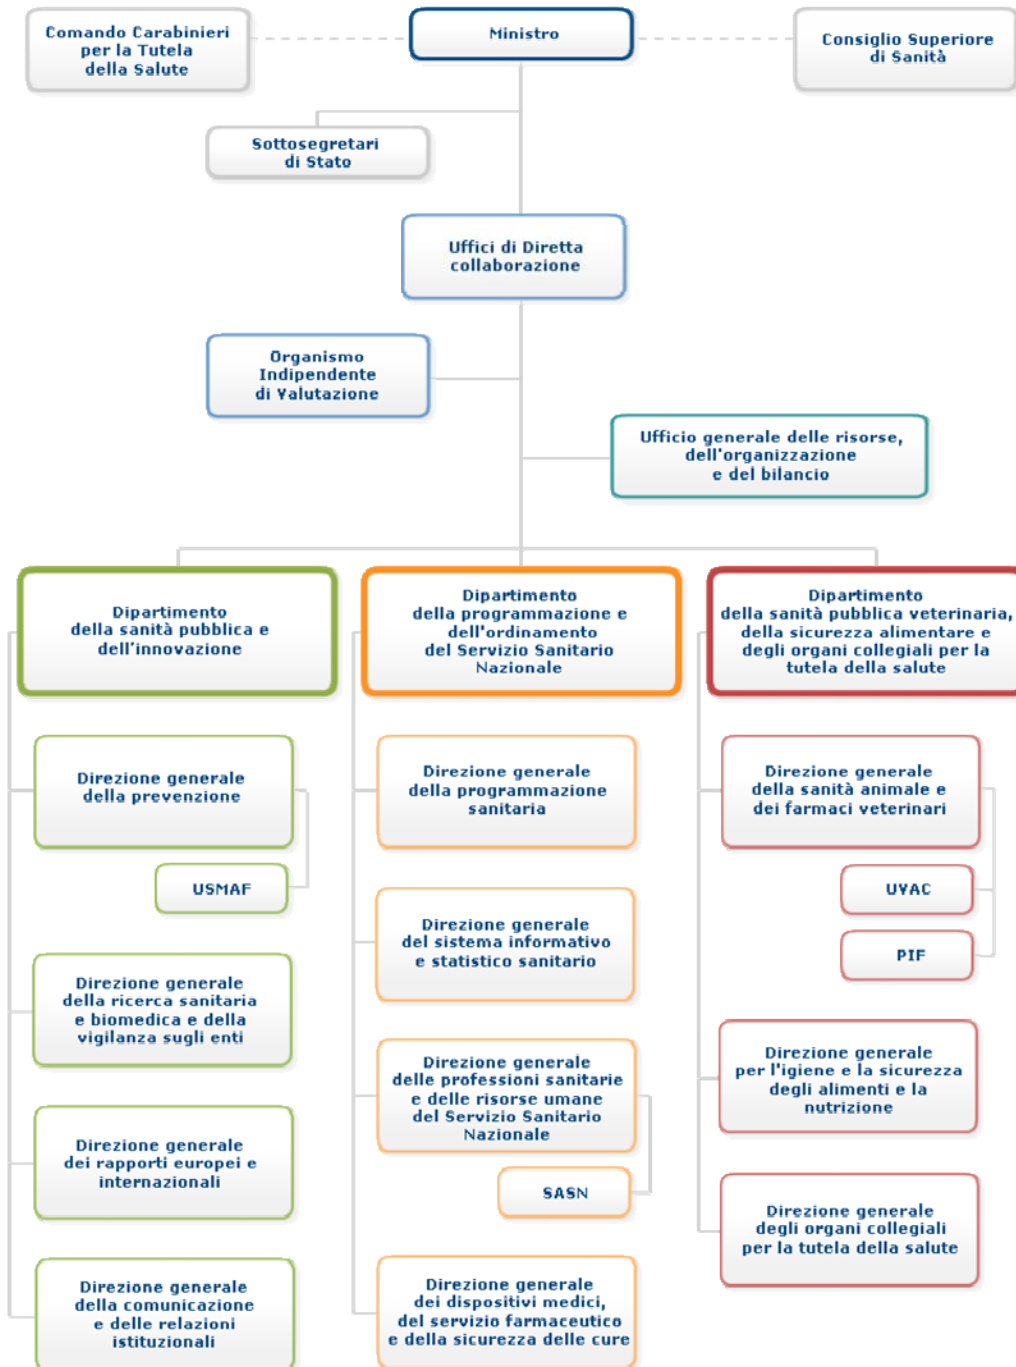 Comando Carabinieri
per la Tutela
della Salute
Ministro
Consiglio Superiore
di Sanità
Sottosegretari
di Stato
Uffici di Diretta
collaborazione
Organismo
Indipendente
di Valutazione
Ufficio generale delle risorse,
dell'organizzazione
e del bilancio
Dipartimento
della sanità pubblica e
dell'innovazione
Dipartimento
della programmazione e
dell'ordinamento
del Servizio Sanitario
Nazionale
Dipartimento
della sanità pubblica veterinaria,
della sicurezza alimentare e
degli organi collegiali per la
tutela della salute
Direzione generale
della prevenzione
USMAF
Direzione generale
della ricerca sanitaria
e biomedica e della
vigilanza sugli enti
Direzione generale
dei rapporti europei e
internazionali
Direzione generale
della comunicazione
e delle relazioni
istituzionali
Direzione generale
della programmazione
sanitaria
Direzione generale
del sistema informativo
e statistico sanitario
Direzione generale
delle professioni sanitarie
e delle risorse umane
del Servizio Sanitario
Nazionale
SASN
Direzione generale
dei dispositivi medici,
del servizio farmaceutico
e della sicurezza delle cure
Direzione generale
della sanità animale e
dei farmaci veterinari
UVAC
PIF
Direzione generale
per l'igiene e la sicurezza
degli alimenti e la
nutrizione
Direzione generale
degli organi collegiali
per la tutela della salute